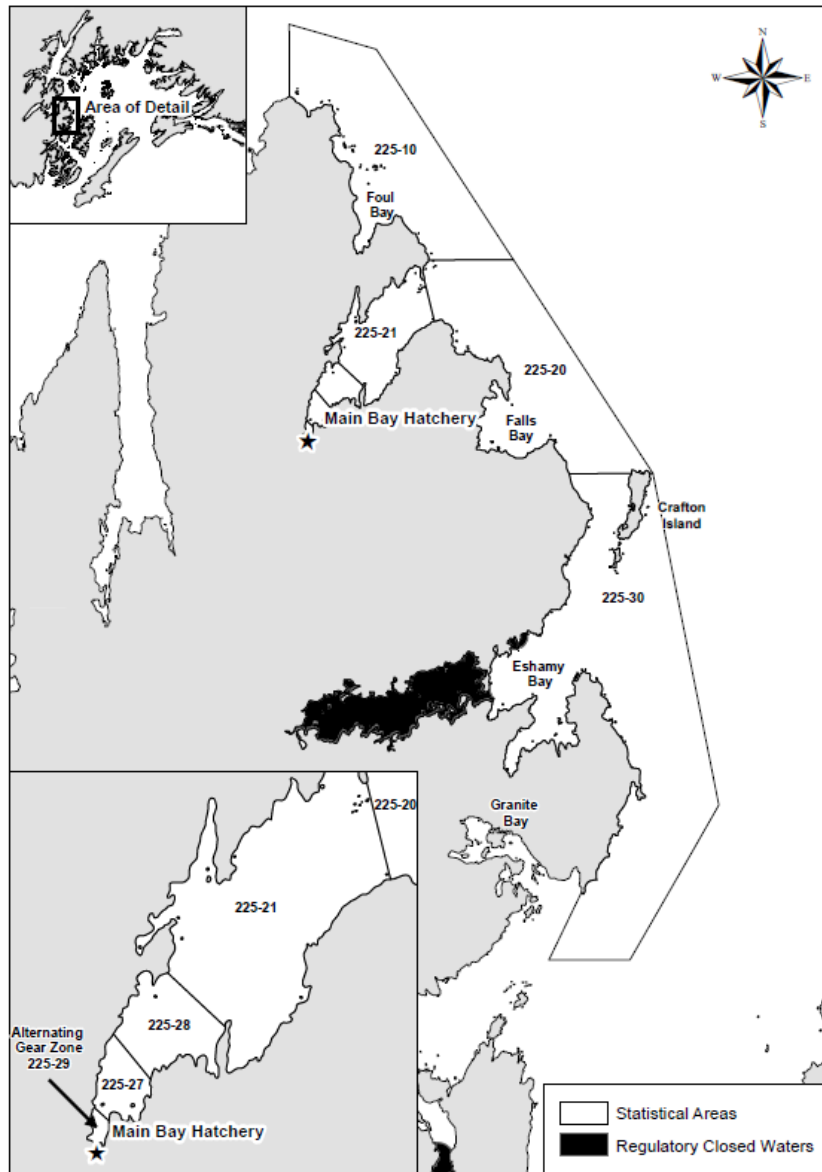 Area of Detail
N
W
E
S
225-10
Foul
Bay
225-21
225-20
Main Bay Hatchery
Falls
Bay
Crafton
Island
225-30
Eshamy
Bay
Granite
Bay
225-20
225-21
225-28
Alternating
Gear Zone
225-29
225-27
Main Bay Hatchery
Statistical Areas
Regulatory Closed Waters